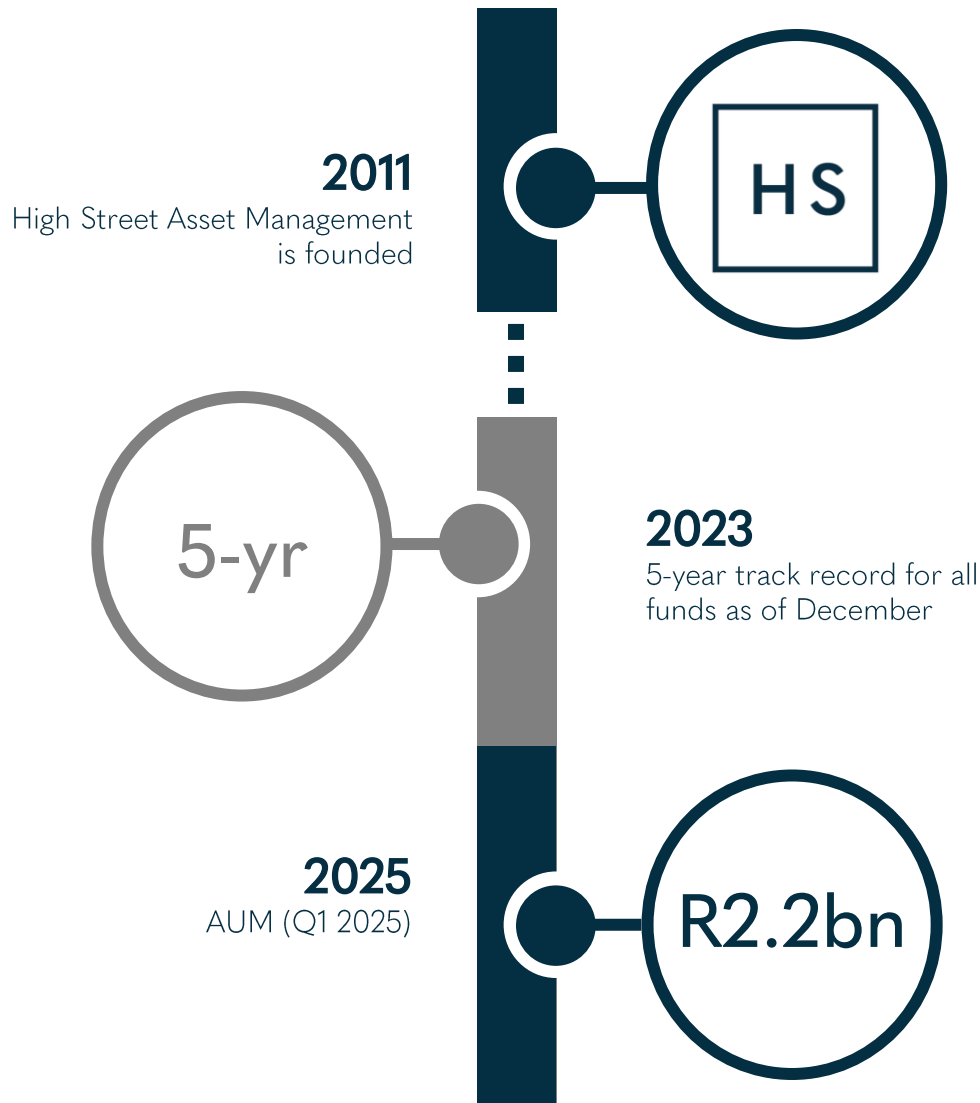 2011
High Street Asset Management
is founded
HS
5-yr
2023
5-year track record for all
funds as of December
2025
AUM (Q1 2025)
R2.2bn